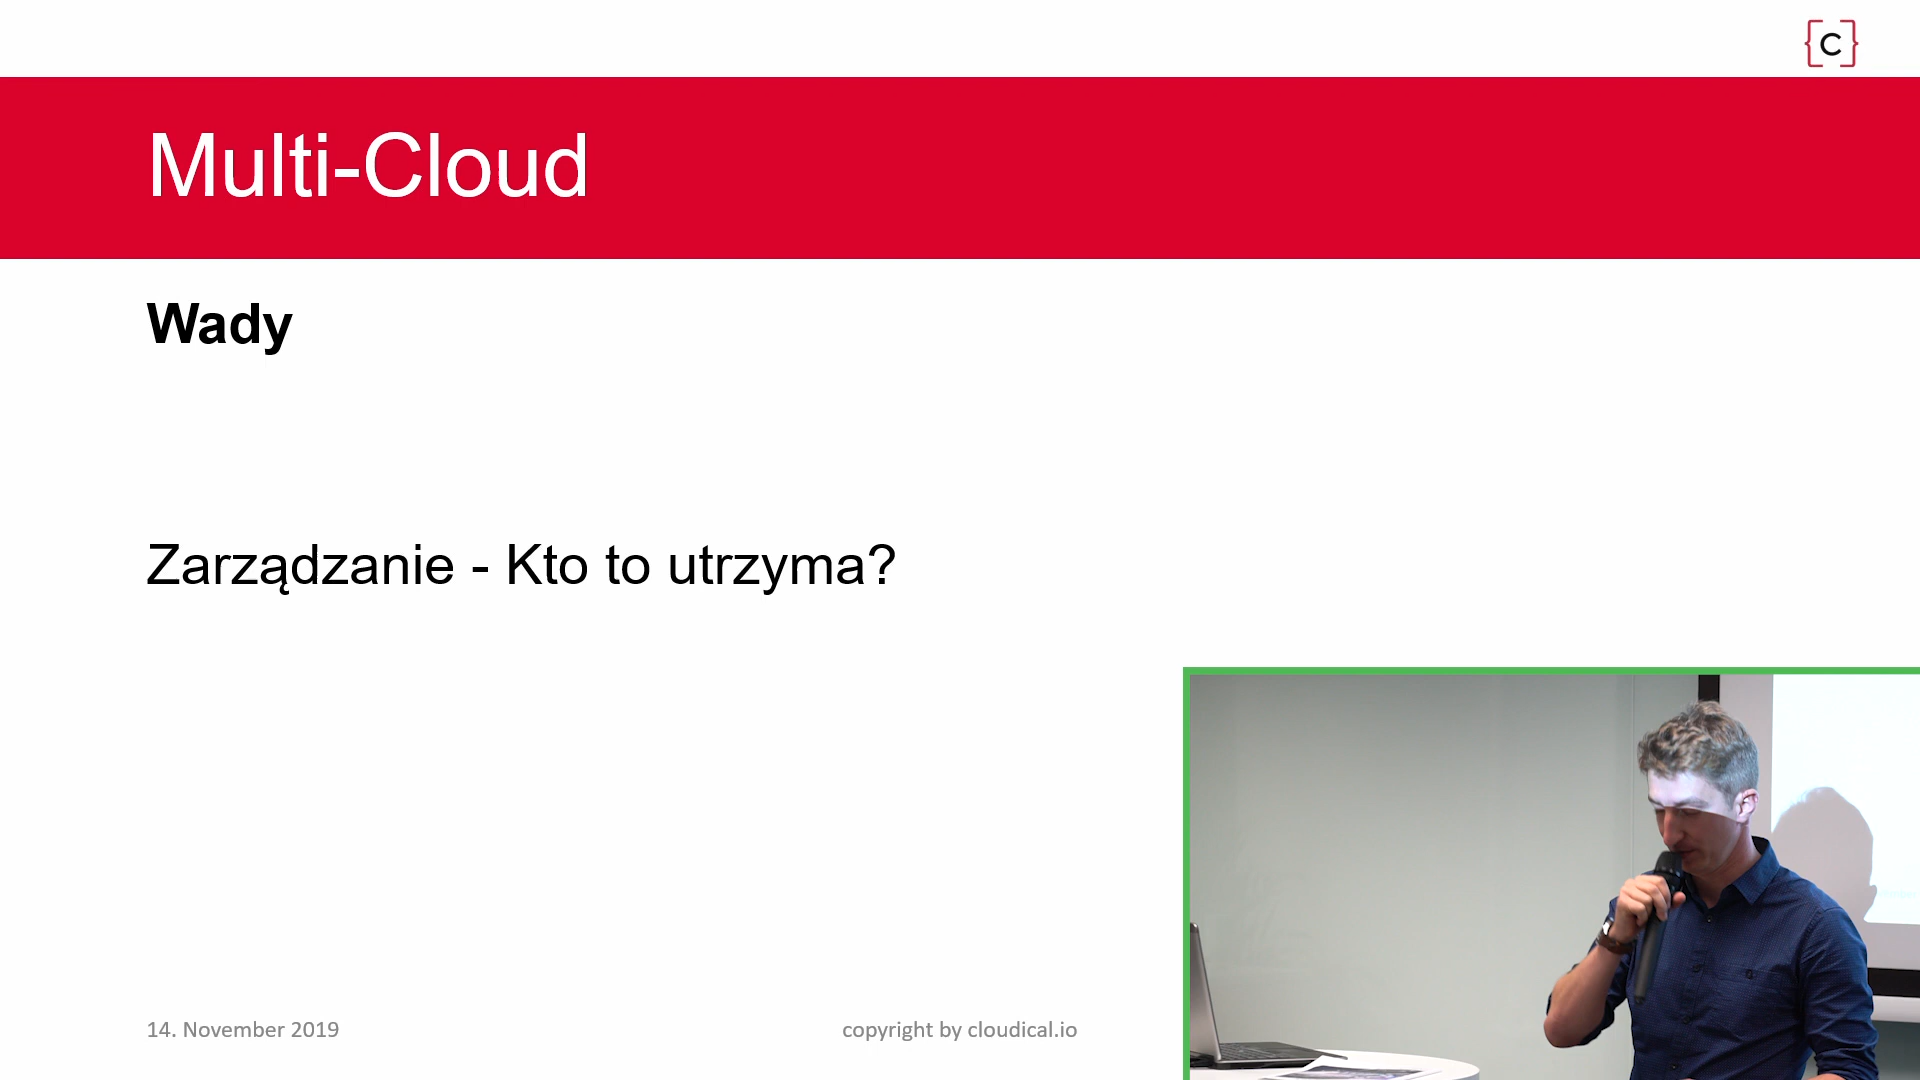 {C}
Multi-Cloud
Wady
Zarządzanie - Kto to utrzyma?
14. November 2019
copyright by cloudical.io